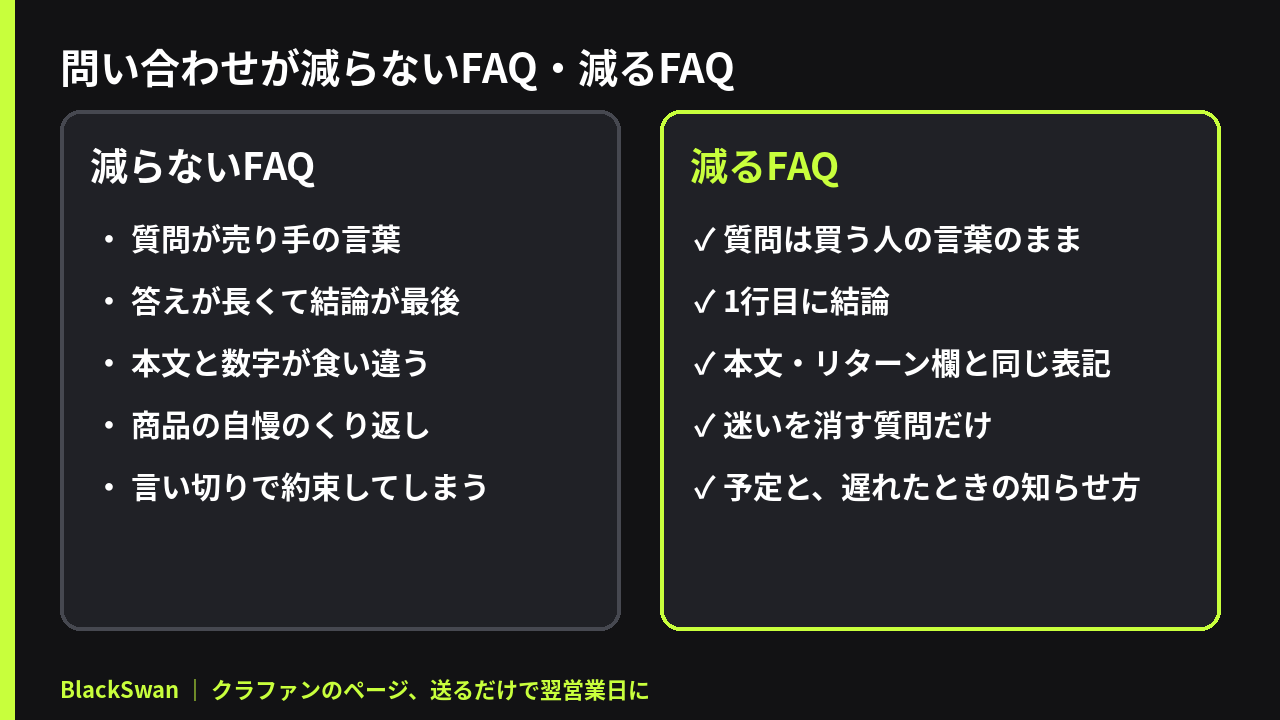 問い合わせが減らないFAQ・減るFAQ
減らないFAQ
・ 質問が売り手の言葉
・ 答えが長くて結論が最後
・ 本文と数字が食い違う
・ 商品の自慢のくり返し
・ 言い切りで約束してしまう
減るFAQ
✓ 質問は買う人の言葉のまま
✓ 1行目に結論
✓ 本文・リターン欄と同じ表記
✓ 迷いを消す質問だけ
✓ 予定と、遅れたときの知らせ方
BlackSwan ｜ クラファンのページ、送るだけで翌営業日に